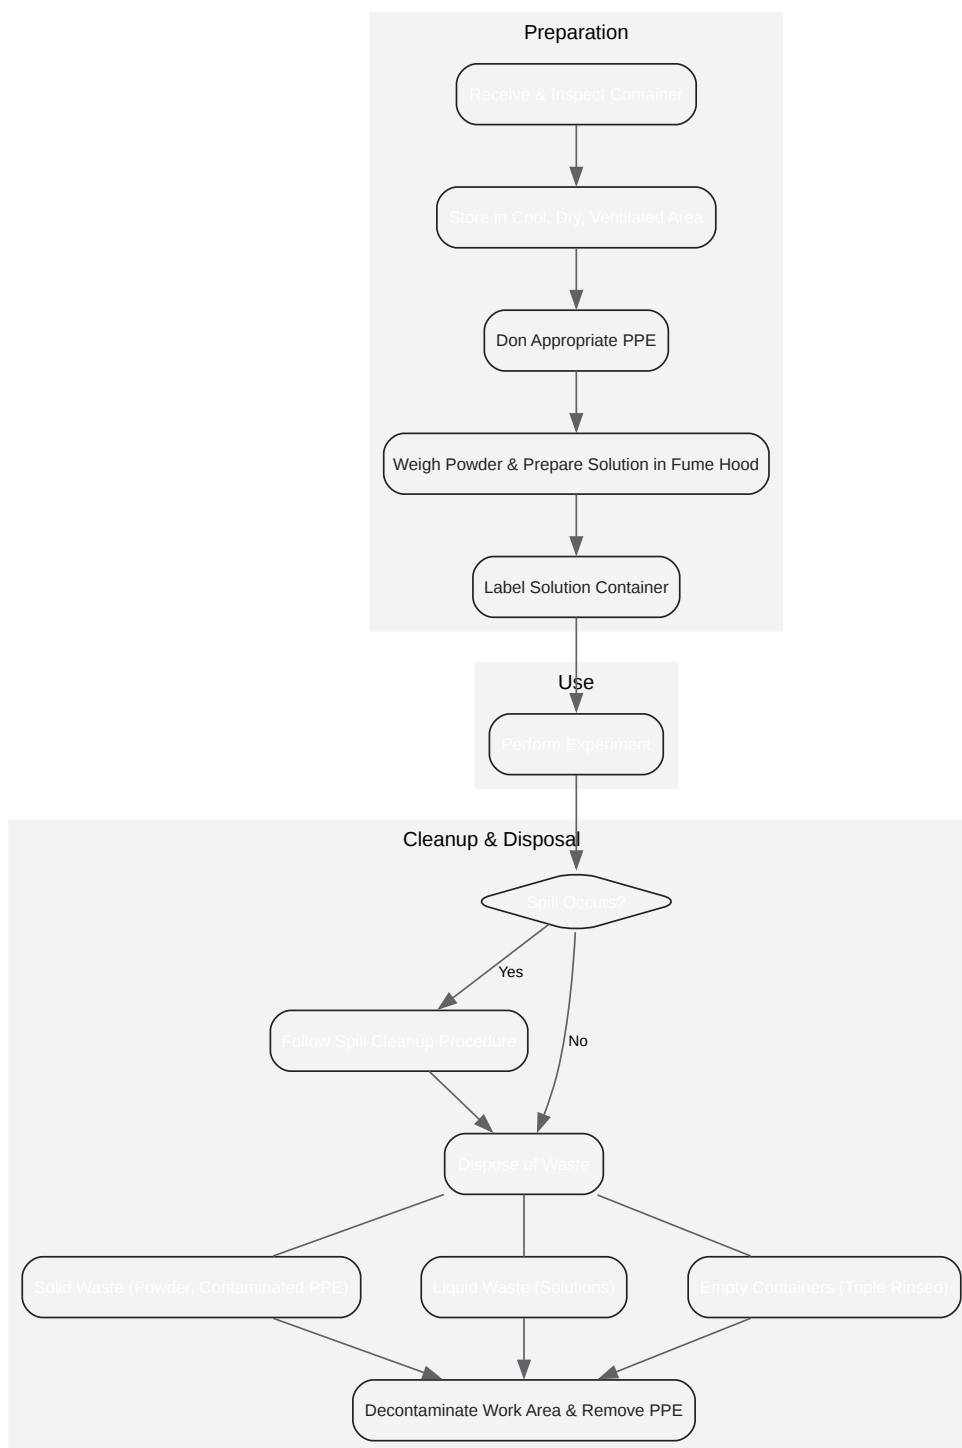 Preparation
Receive & Inspect Container
Store in Cool, Dry, Ventilated Area
Don Appropriate PPE
Weigh Powder & Prepare Solution in Fume Hood
Label Solution Container
Use
Perform Experiment
Cleanup & Disposal
Spill Occurs?
Yes
Follow Spill Cleanup Procedure
No
Dispose of Waste
Solid Waste (Powder, Contaminated PPE)
Liquid Waste (Solutions)
Empty Containers (Triple Rinsed)
Decontaminate Work Area & Remove PPE